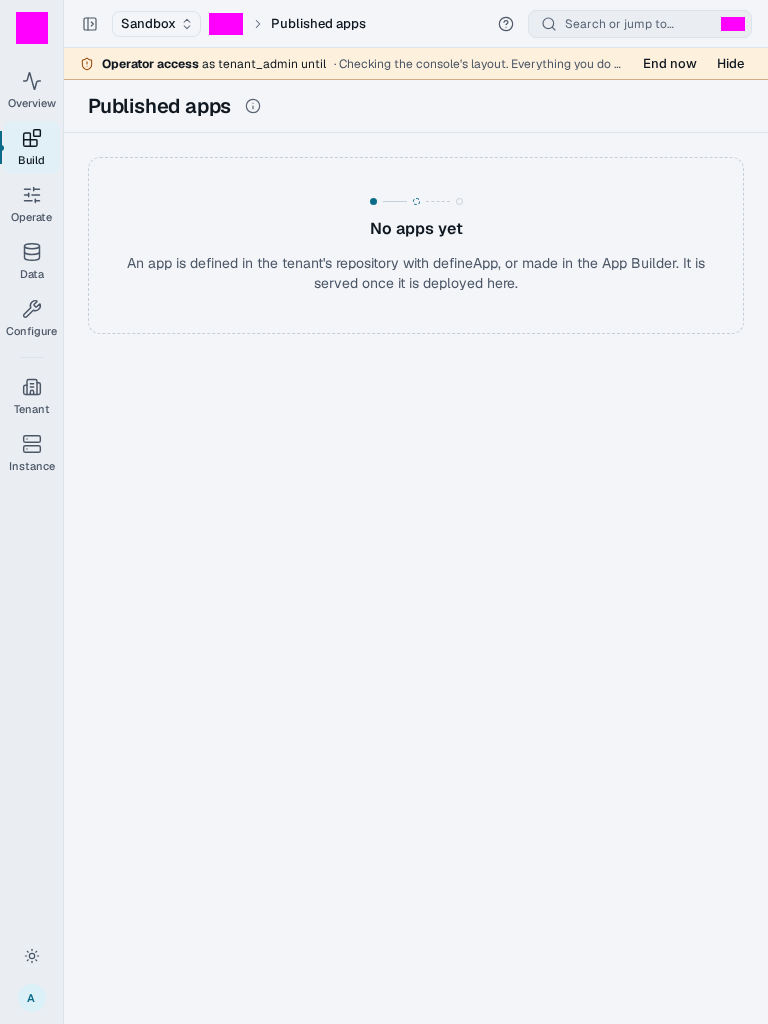 Sandbox
Published apps
Search or jump to...
Operator access as tenant_admin until · Checking the console's layout. Everything you do ...
End now
Hide
Overview
Build
Operate
Data
Configure
Tenant
Instance
A
Published apps
No apps yet
An app is defined in the tenant's repository with defineApp, or made in the App Builder. It is
served once it is deployed here.